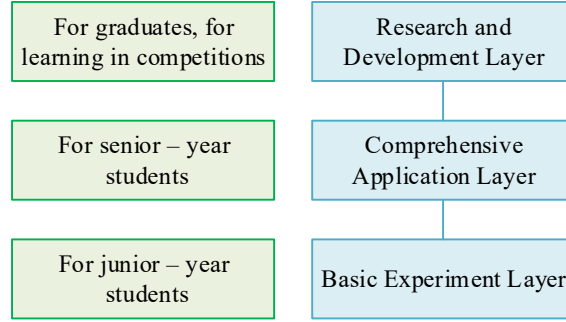 For graduates, for
learning in competitions
Research and
Development Layer
For senior – year
students
Comprehensive
Application Layer
For junior – year
students
Basic Experiment Layer